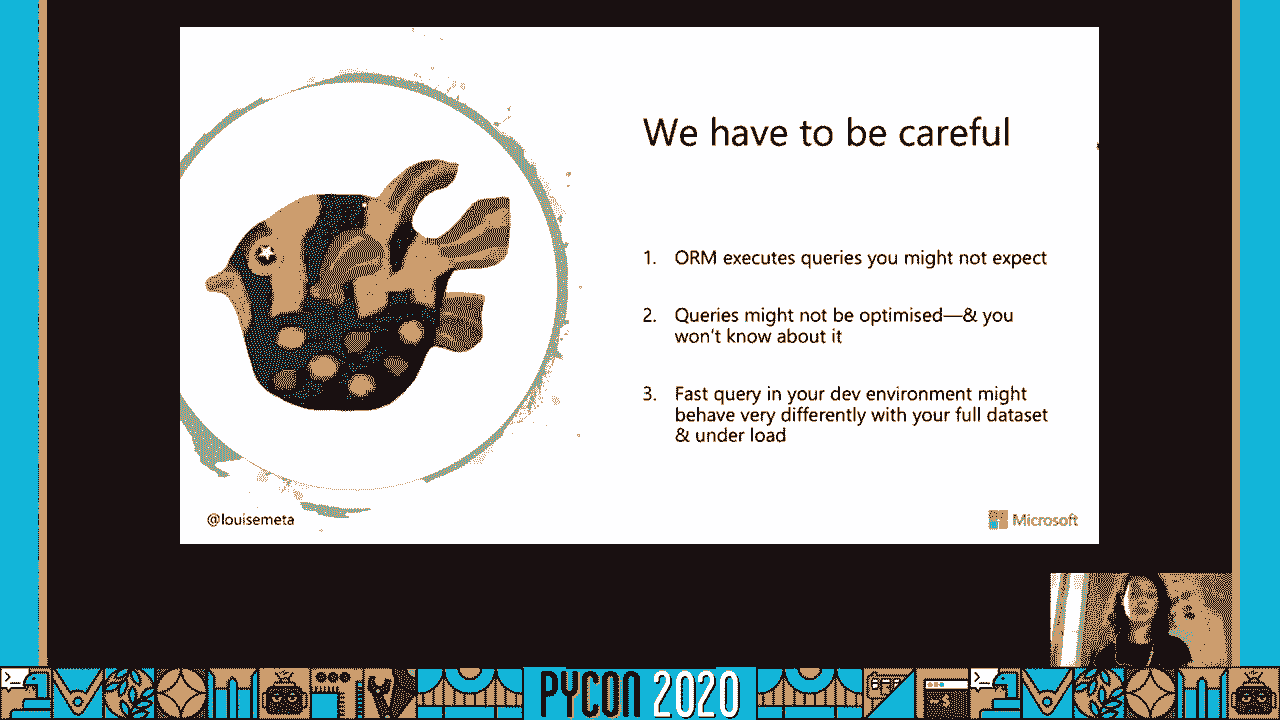 We have to be careful
1. ORM executes queries you might not expect
2. Queries might not be optimised—& you
won't know about it
3. Fast query in your dev environment might
behave very differently with your full dataset
& under load
@louisemeta
Microsoft
PYCON 2020